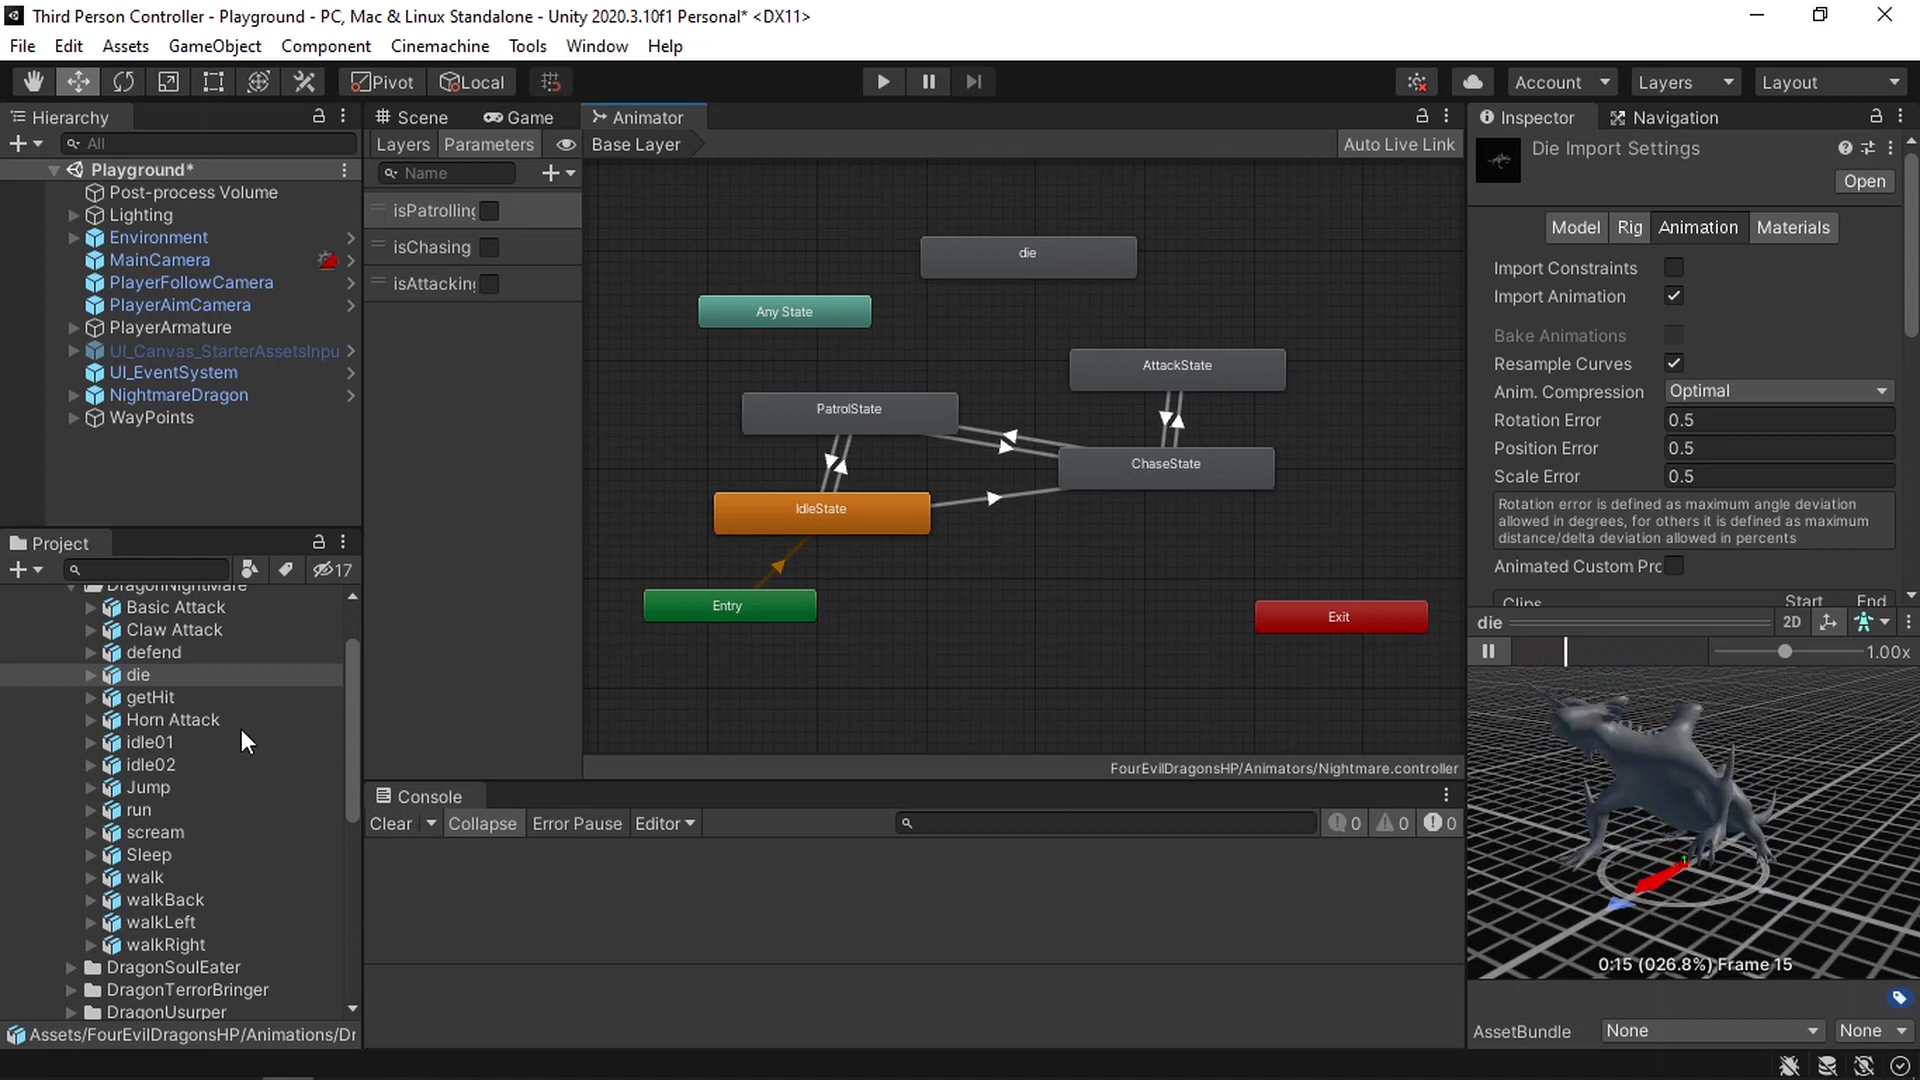 Third Person Controller - Playground - PC, Mac & Linux Standalone - Unity 2020.3.10f1 Personal* <DX11>
File Edit Assets GameObject Component Cinemachine Tools Window Help
Pivot Local Account Layers Layout
Hierarchy
All
Playground*
Post-process Volume
Lighting
Environment
MainCamera
PlayerFollowCamera
PlayerAimCamera
PlayerArmature
UI_Canvas_StarterAssetsInpu
UI_EventSystem
NightmareDragon
WayPoints
Project
17
DragonNightMare
Basic Attack
Claw Attack
defend
die
getHit
Horn Attack
idle01
idle02
Jump
run
scream
Sleep
walk
walkBack
walkLeft
walkRight
DragonSoulEater
DragonTerrorBringer
DragonUsurper
Assets/FourEvilDragonsHP/Animations/Dr
Scene Game Animator
Layers Parameters Base Layer Auto Live Link
Name
isPatrolling
isChasing
isAttacking
die
Any State
AttackState
PatrolState
ChaseState
IdleState
Entry
Exit
FourEvilDragonsHP/Animators/Nightmare.controller
Console
Clear Collapse Error Pause Editor 0 0 0
Inspector Navigation
Die Import Settings
Open
Model Rig Animation Materials
Import Constraints
Import Animation
Bake Animations
Resample Curves
Anim. Compression Optimal
Rotation Error 0.5
Position Error 0.5
Scale Error 0.5
Rotation error is defined as maximum angle deviation
allowed in degrees, for others it is defined as maximum
distance/delta deviation allowed in percents
Animated Custom Pro
Clips Start End
die 2D
1.00x
0:15 (026.8%) Frame 15
AssetBundle None None